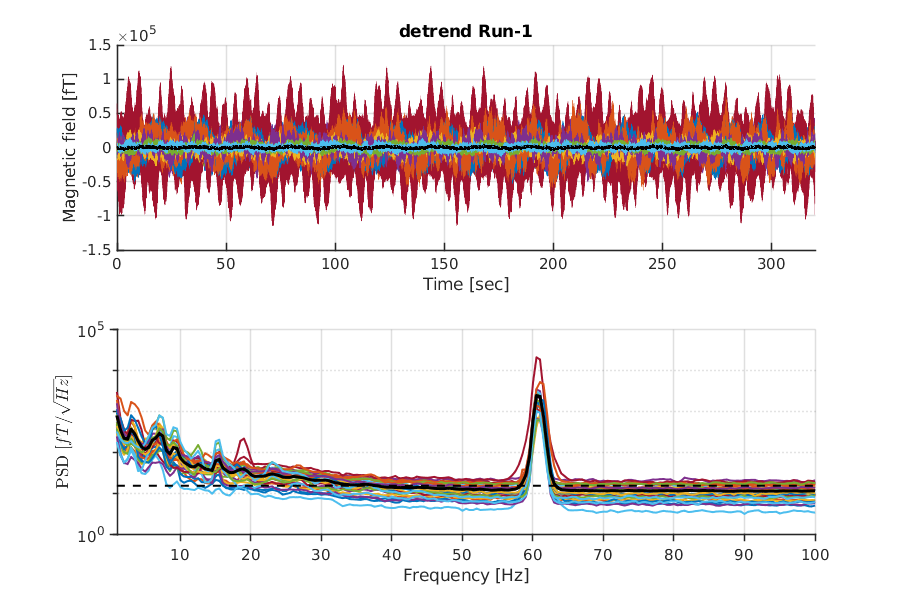 detrend Run-1
×10^5
1.5
1
0.5
0
-0.5
-1
-1.5
Magnetic field [fT]
0 50 100 150 200 250 300
Time [sec]
10^5
10^0
PSD [fT/√Hz]
10 20 30 40 50 60 70 80 90 100
Frequency [Hz]